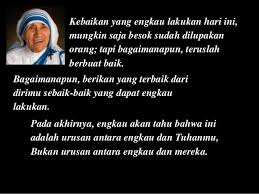 Kebaikan yang engkau lakukan hari ini,
mungkin saja besok sudah dilupakan
orang; tapi bagaimanapun, teruslah
berbuat baik.
Bagaimanapun, berikan yang terbaik dari
dirimu sebaik-baik yang dapat engkau
lakukan.
Pada akhirnya, engkau akan tahu bahwa ini
adalah urusan antara engkau dan Tuhanmu,
Bukan urusan antara engkau dan mereka.